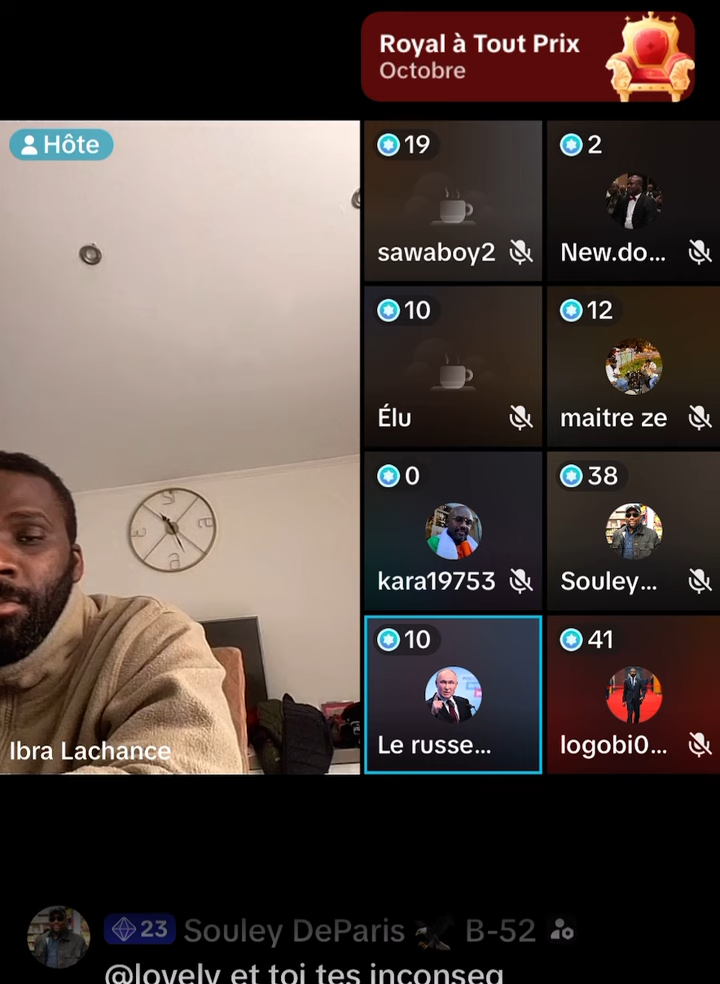 Royal à Tout Prix
Octobre
Hôte
19
sawaboy2
2
New.do...
10
Élu
12
maitre ze
0
kara19753
38
Souley...
10
Le russe...
41
logobi0...
Ibra Lachance
23 Souley DeParis B-52
@lovely et toi tes inconseq